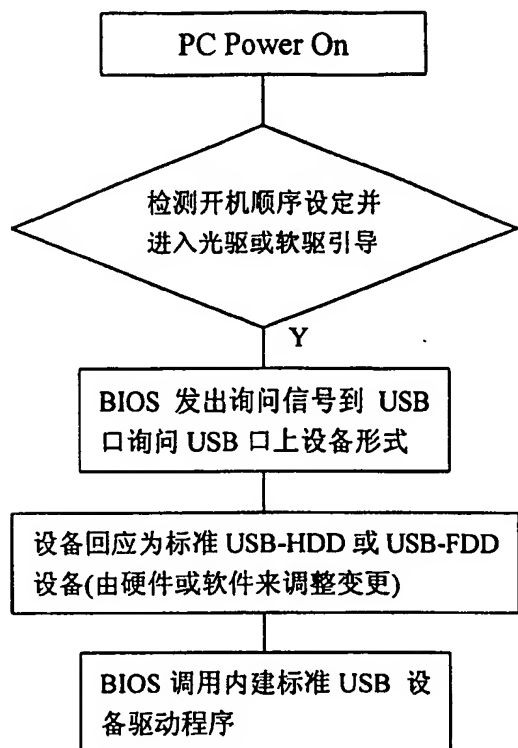 PC Power On
检测开机顺序设定并
进入光驱或软驱引导
Y
BIOS 发出询问信号到 USB
口询问 USB 口上设备形式
设备回应为标准 USB-HDD 或 USB-FDD
设备(由硬件或软件来调整变更)
BIOS 调用内建标准 USB 设
备驱动程序